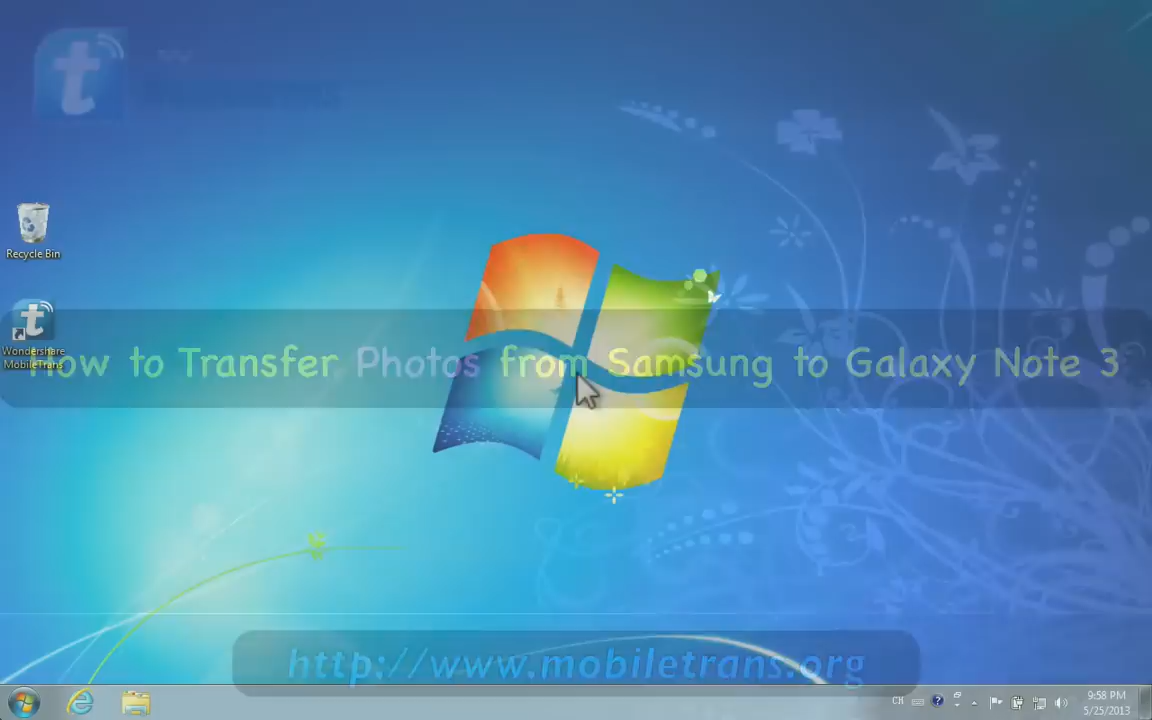 t
Recycle Bin
t
Wondershare
MobileTrans
How to Transfer Photos from Samsung to Galaxy Note 3
http://www.mobiletrans.org
CH
9:58 PM
5/25/2013